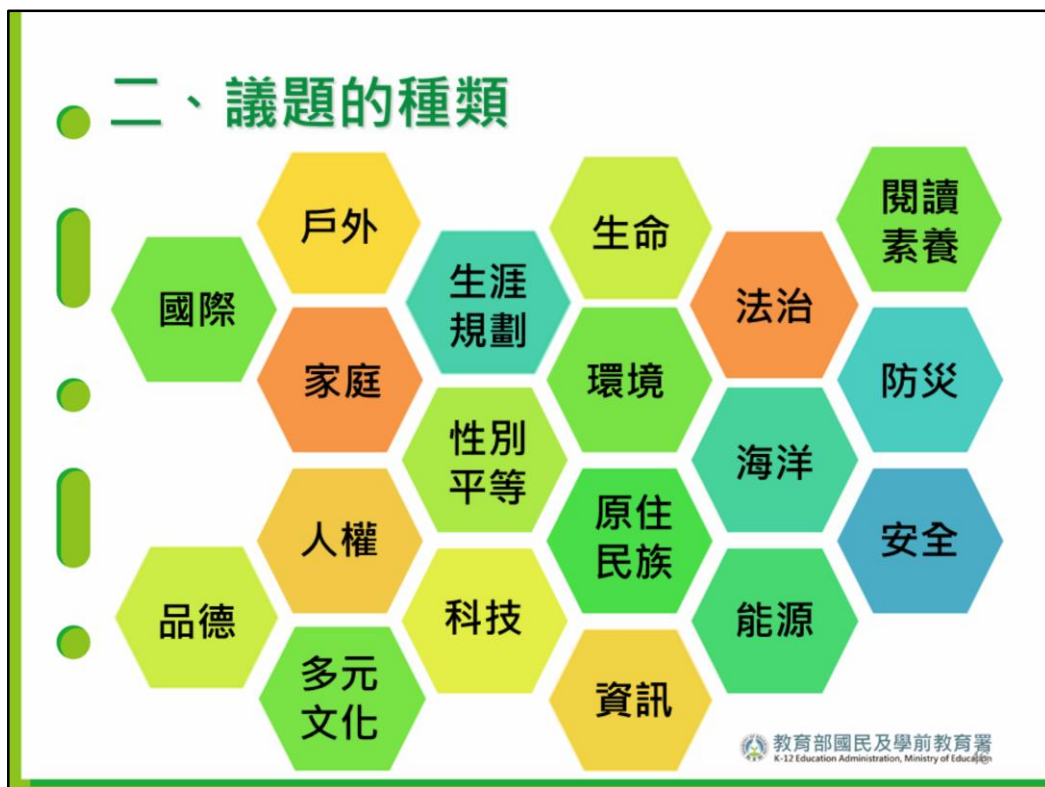 二、議題的種類
國際
戶外
家庭
人權
品德
多元
文化
生涯
規劃
性別
平等
科技
生命
環境
原住
民族
資訊
法治
海洋
能源
閱讀
素養
防災
安全
教育部國民及學前教育署
K-12 Education Administration, Ministry of Education